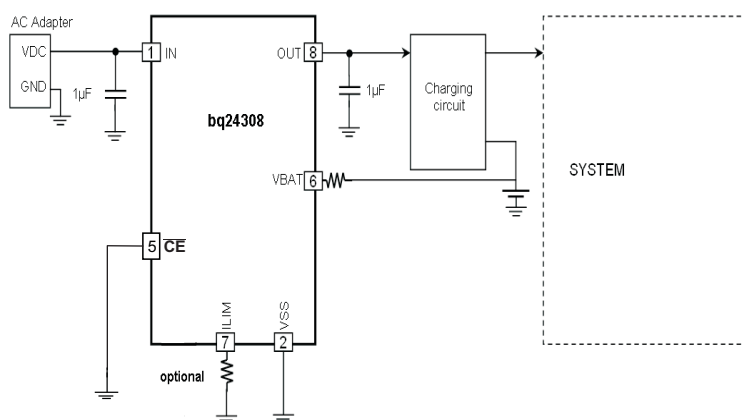 AC Adapter
VDC
GND
1µF
1
IN
OUT
8
1µF
Charging
circuit
bq24308
VBAT
6
SYSTEM
5
CE
ILIM
VSS
7
2
optional